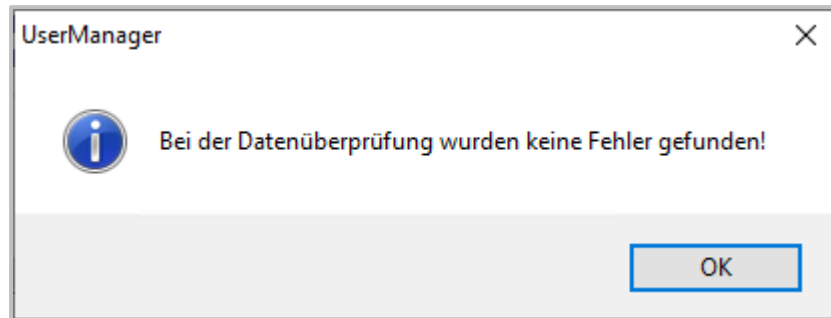 UserManager
Bei der Datenüberprüfung wurden keine Fehler gefunden!
OK